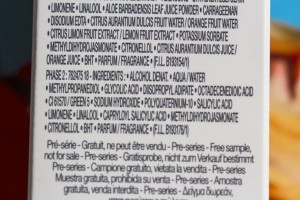 • LIMONENE • LINALOOL • ALOE BARBADENSIS LEAF JUICE POWDER • CARRAGEENAN
• DISODIUM EDTA • CITRUS AURANTIUM DULCIS FRUIT WATER / ORANGE FRUIT WATER
• CITRUS LIMON FRUIT EXTRACT / LEMON FRUIT EXTRACT • POTASSIUM SORBATE
• METHYLDIHYDROJASMONATE • CITRONELLOL • CITRUS AURANTIUM DULCIS JUICE /
ORANGE JUICE • BHT • PARFUM / FRAGRANCE • (F.I.L. B193154/1)
PHASE 2: 762475 18 - INGREDIENTS : • ALCOHOL DENAT. • AQUA / WATER
• METHYLPROPANEDIOL • GLYCOLIC ACID • DIISOPROPYL ADIPATE • OCTADECENEDIOIC ACID
• CI 61570 / GREEN 5 • SODIUM HYDROXIDE • POLYQUATERNIUM-10 • SALICYLIC ACID
• LIMONENE • LINALOOL • CAPRYLOYL SALICYLIC ACID • METHYLDIHYDROJASMONATE
• CITRONELLOL • BHT • PARFUM / FRAGRANCE • (F.I.L. B193176/1)
Pré-série - Gratuit, ne peut être vendu - Pre-series - Free sample,
not for sale - Pre-series - Gratisprobe, nicht zum Verkauf bestimmt
- Pre-series - Campione gratuito, vietata la vendita - Pre-series -
Muestra gratuita, prohibida su venta - Pre-series - Amostra
gratuita, venda interdita - Pre-series - Δωρεάν δωρεάν,